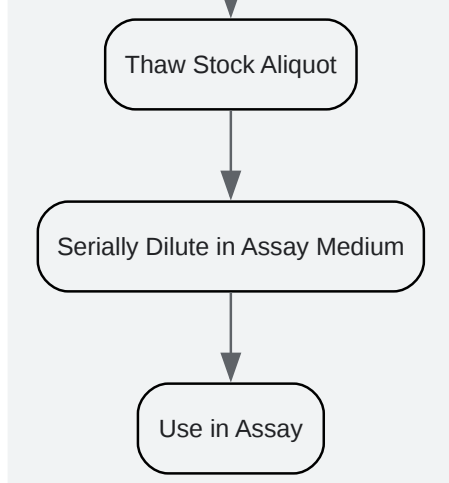 Thaw Stock Aliquot
Serially Dilute in Assay Medium
Use in Assay